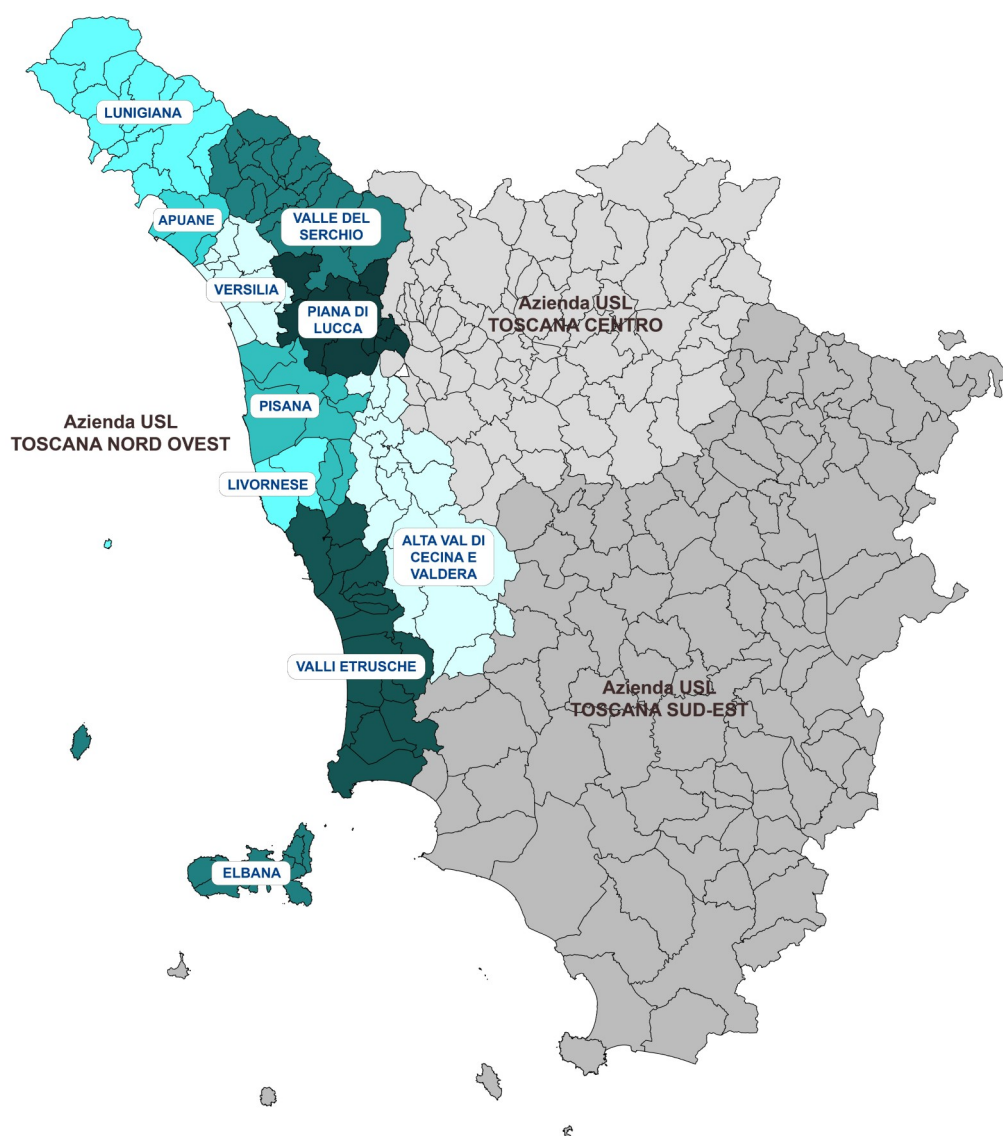 LUNIGIANA
APUANE
VALLE DEL
SERCHIO
VERSILIA
PIANA DI
LUCCA
Azienda USL
TOSCANA CENTRO
PISANA
Azienda USL
TOSCANA NORD OVEST
LIVORNESE
ALTA VAL DI
CECINA E
VALDERA
VALLI ETRUSCHE
Azienda USL
TOSCANA SUD-EST
ELBANA